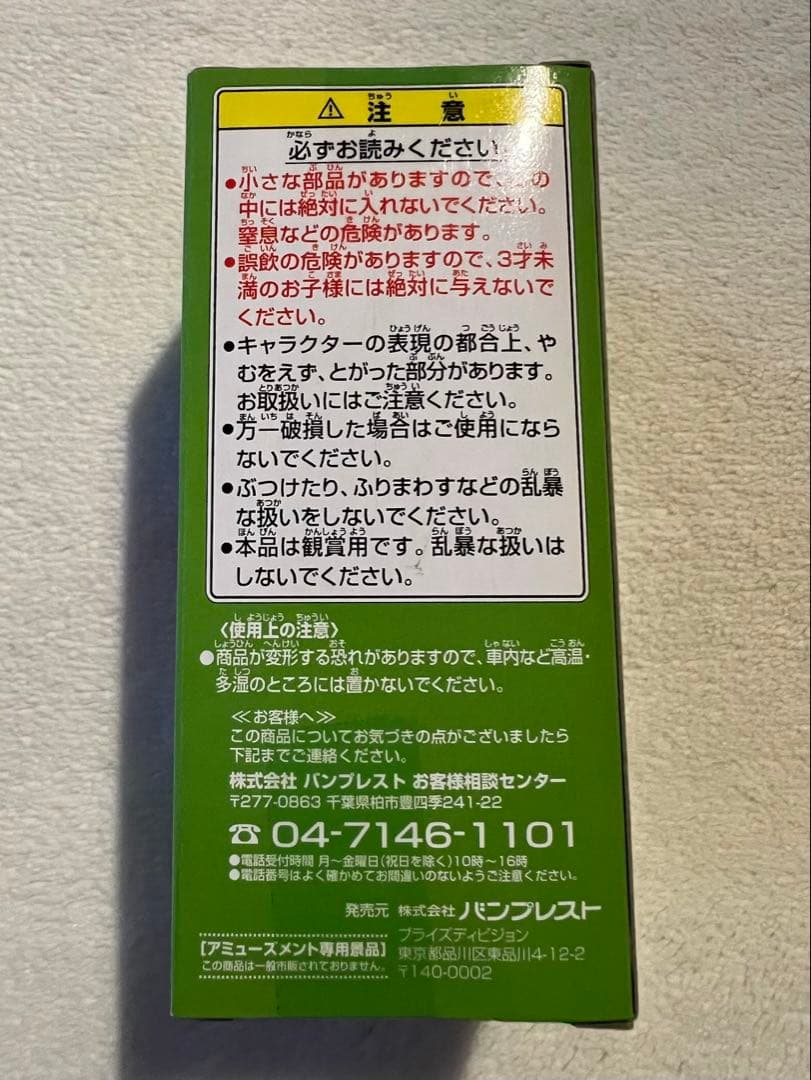 ⚠ 注意
必ずお読みください
●小さな部品がありますので、口の
中には絶対に入れないでください。
窒息などの危険があります。
●誤飲の危険がありますので、3才未
満のお子様には絶対に与えないで
ください。
●キャラクターの表現の都合上、や
むをえず、とがった部分があります。
お取扱いにはご注意ください。
●万一破損した場合はご使用になら
ないでください。
●ぶつけたり、ふりまわすなどの乱暴
な扱いをしないでください。
●本品は観賞用です。乱暴な扱いは
しないでください。
〈使用上の注意〉
●商品が変形する恐れがありますので、車内など高温・
多湿のところには置かないでください。
≪お客様へ≫
この商品についてお気づきの点がございましたら
下記までご連絡ください。
株式会社 バンプレスト お客様相談センター
〒277-0863 千葉県柏市豊四季241-22
☎ 04-7146-1101
●電話受付時間 月〜金曜日(祝日を除く)10時〜16時
●電話番号はよく確かめてお間違いのないようご注意ください。
発売元 株式会社 バンプレスト
プライズディビジョン
東京都品川区東品川4-12-2
〒140-0002
[アミューズメント専用景品]
この商品は一般市販されておりません。